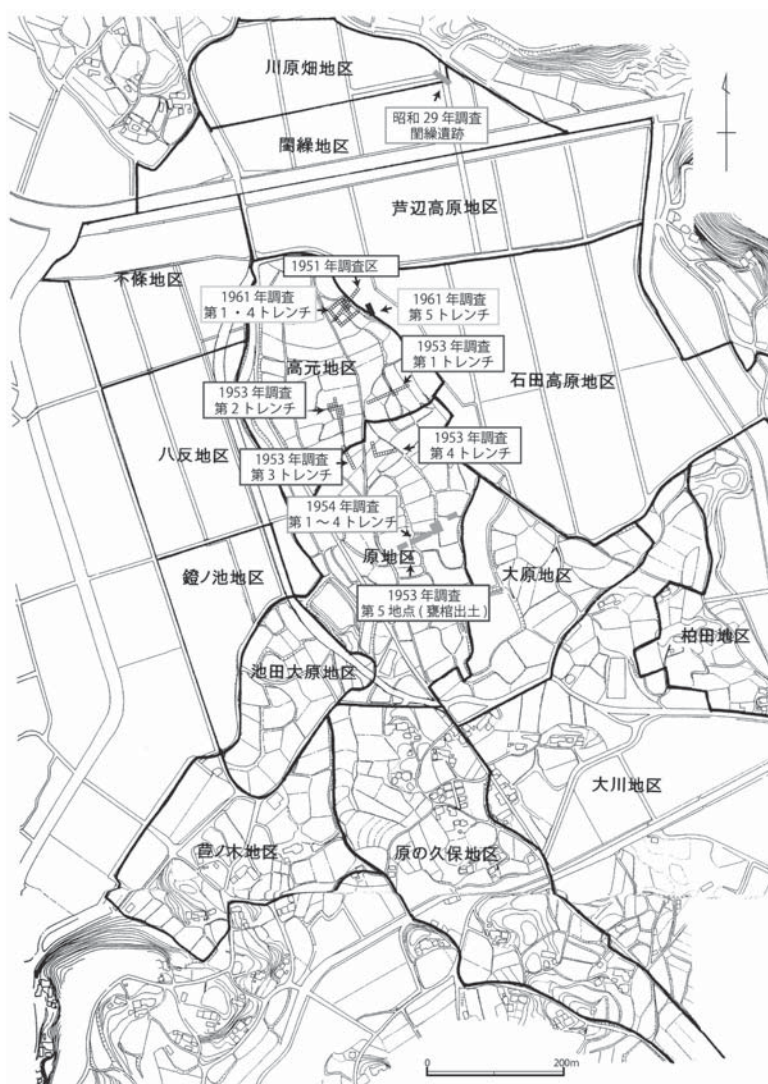 川原畑地区
昭和29年調査
閨繰遺跡
閨繰地区
芦辺高原地区
不條地区
1951年調査区
1961年調査
第1・4トレンチ
1961年調査
第5トレンチ
1953年調査
第1トレンチ
高元地区
石田高原地区
1953年調査
第2トレンチ
1953年調査
第4トレンチ
八反地区
1953年調査
第3トレンチ
1954年調査
第1～4トレンチ
原地区
大原地区
鐙ノ池地区
1953年調査
第5地点(甕棺出土)
柏田地区
池田大原地区
大川地区
苣ノ木地区
原の久保地区
0
200m